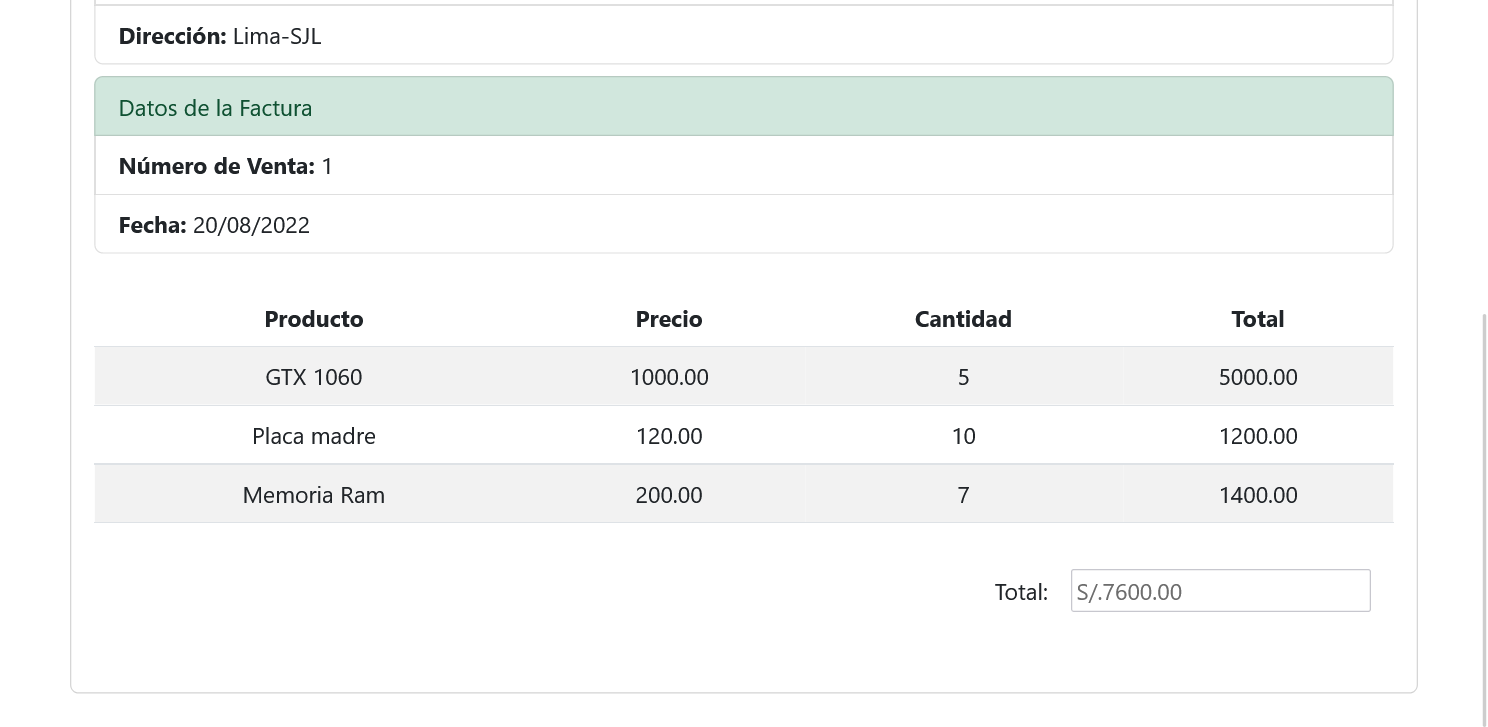 Dirección: Lima-SJL
Datos de la Factura
Número de Venta: 1
Fecha: 20/08/2022
Producto Precio Cantidad Total
GTX 1060 1000.00 5 5000.00
Placa madre 120.00 10 1200.00
Memoria Ram 200.00 7 1400.00
Total: S/.7600.00